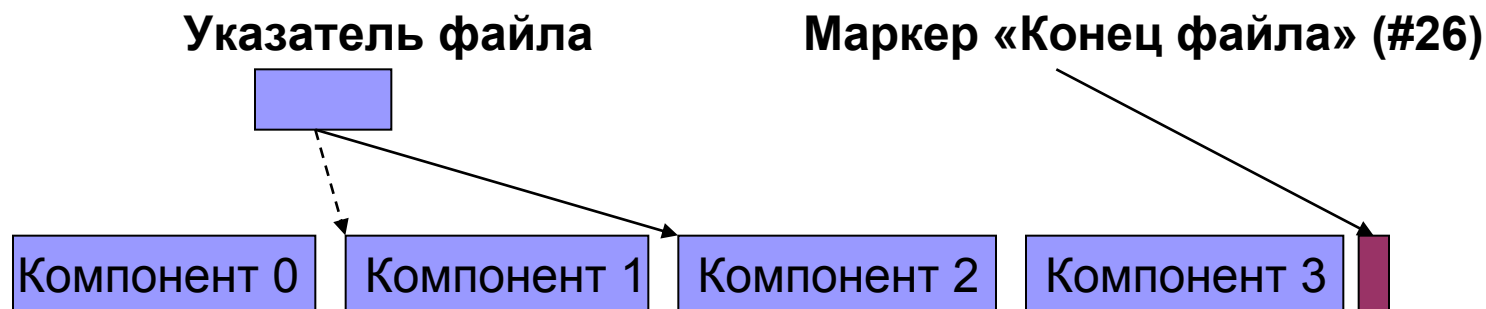 Указатель файла
Маркер «Конец файла» (#26)
Компонент 0
Компонент 1
Компонент 2
Компонент 3